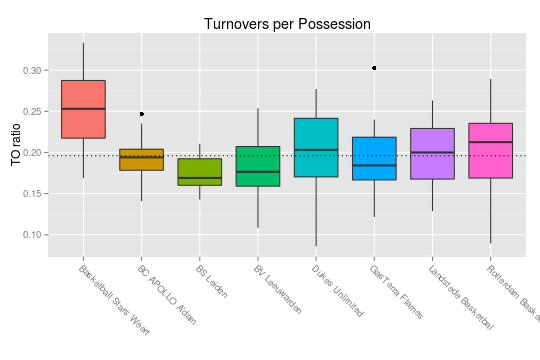 Turnovers per Possession
TO ratio
0.30
0.25
0.20
0.15
0.10
Basketball Stars Weert
BC APOLLO A'dam
BS Leiden
BV Leeuwarden
Dukes Unlimited
GasTerra Flames
Landstede Basketbal
Rotterdam Baske